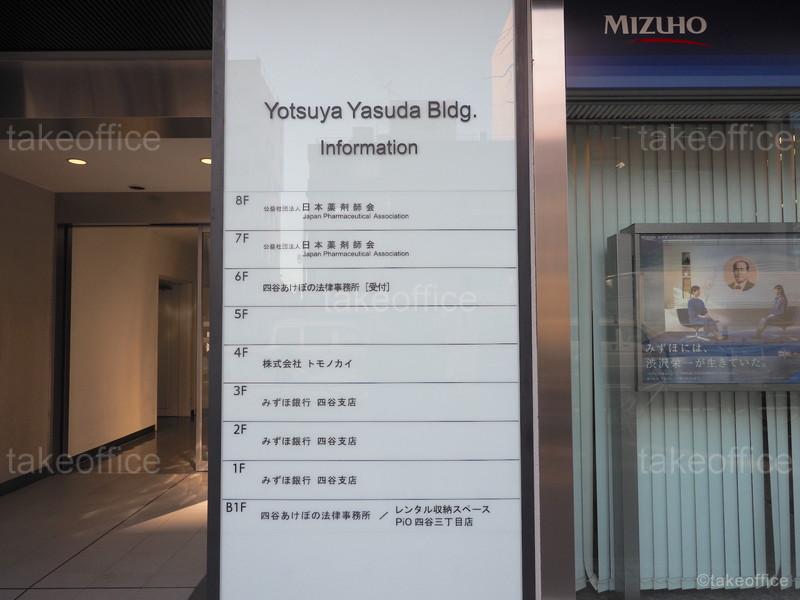 MIZUHO
Yotsuya Yasuda Bldg.
Information
8F 公益社団法人 日本薬剤師会
Japan Pharmaceutical Association
7F 公益社団法人 日本薬剤師会
Japan Pharmaceutical Association
6F 四谷あけぼの法律事務所 [受付]
5F
4F 株式会社 トモノカイ
3F みずほ銀行 四谷支店
2F みずほ銀行 四谷支店
1F みずほ銀行 四谷支店
B1F 四谷あけぼの法律事務所 / レンタル収納スペース
PiO 四谷三丁目店
みずほには、
渋沢栄一が生きていた。
takeoffice
takeoffice
takeoffice
takeoffice
takeoffice
©takeoffice